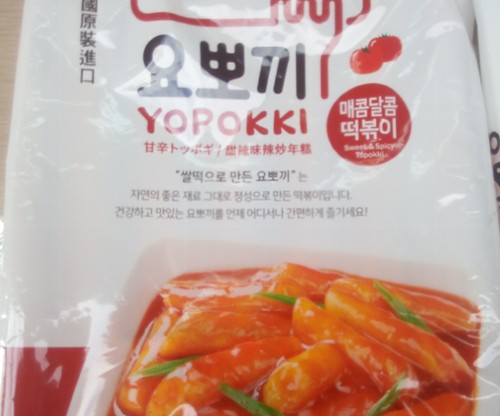 國原裝進口
요뽀끼
YOPOKKI
甘辛トッポギ / 甜辣味辣炒年糕
매콤달콤
떡볶이
Sweet & Spicy
Topokki
“쌀떡으로 만든 요뽀끼” 는
자연의 좋은 재료 그대로 정성으로 만든 떡볶이입니다.
건강하고 맛있는 요뽀끼를 언제 어디서나 간편하게 즐기세요!